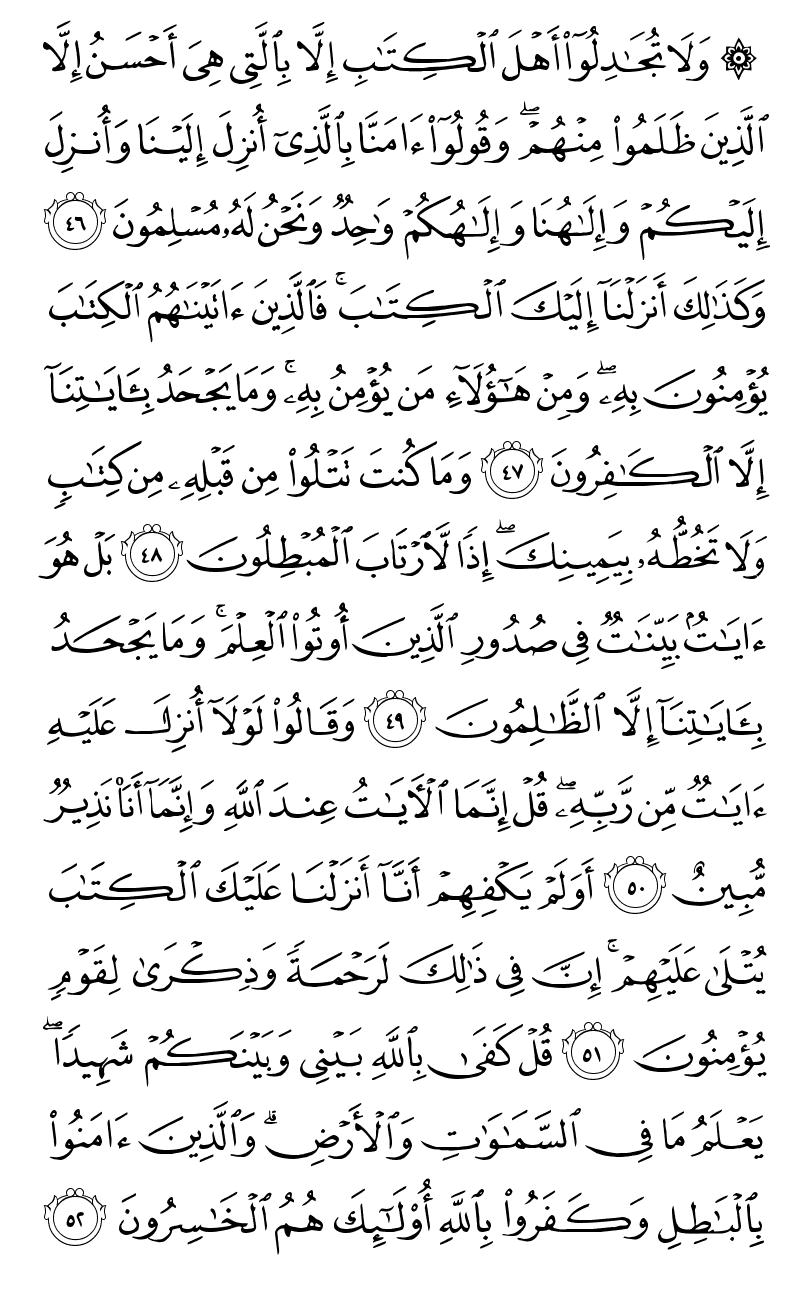 ۞ وَلَا تُجَٰدِلُوٓا۟ أَهْلَ ٱلْكِتَٰبِ إِلَّا بِٱلَّتِى هِىَ أَحْسَنُ إِلَّا
ٱلَّذِينَ ظَلَمُوا۟ مِنْهُمْ ۖ وَقُولُوٓا۟ ءَامَنَّا بِٱلَّذِىٓ أُنزِلَ إِلَيْنَا وَأُنزِلَ
إِلَيْكُمْ وَإِلَٰهُنَا وَإِلَٰهُكُمْ وَٰحِدٌ وَنَحْنُ لَهُۥ مُسْلِمُونَ ٤٦
وَكَذَٰلِكَ أَنزَلْنَآ إِلَيْكَ ٱلْكِتَٰبَ ۚ فَٱلَّذِينَ ءَاتَيْنَٰهُمُ ٱلْكِتَٰبَ
يُؤْمِنُونَ بِهِۦ ۖ وَمِنْ هَٰٓؤُلَآءِ مَن يُؤْمِنُ بِهِۦ ۚ وَمَا يَجْحَدُ بِـَٔايَٰتِنَآ
إِلَّا ٱلْكَٰفِرُونَ ٤٧ وَمَا كُنتَ تَتْلُوا۟ مِن قَبْلِهِۦ مِن كِتَٰبٍ
وَلَا تَخُطُّهُۥ بِيَمِينِكَ ۖ إِذًا لَّٱرْتَابَ ٱلْمُبْطِلُونَ ٤٨ بَلْ هُوَ
ءَايَٰتٌۢ بَيِّنَٰتٌ فِى صُدُورِ ٱلَّذِينَ أُوتُوا۟ ٱلْعِلْمَ ۚ وَمَا يَجْحَدُ
بِـَٔايَٰتِنَآ إِلَّا ٱلظَّٰلِمُونَ ٤٩ وَقَالُوا۟ لَوْلَآ أُنزِلَ عَلَيْهِ
ءَايَٰتٌ مِّن رَّبِّهِۦ ۖ قُلْ إِنَّمَا ٱلْءَايَٰتُ عِندَ ٱللَّهِ وَإِنَّمَآ أَنَا۠ نَذِيرٌ
مُّبِينٌ ٥٠ أَوَلَمْ يَكْفِهِمْ أَنَّآ أَنزَلْنَا عَلَيْكَ ٱلْكِتَٰبَ
يُتْلَىٰ عَلَيْهِمْ ۚ إِنَّ فِى ذَٰلِكَ لَرَحْمَةً وَذِكْرَىٰ لِقَوْمٍ
يُؤْمِنُونَ ٥١ قُلْ كَفَىٰ بِٱللَّهِ بَيْنِى وَبَيْنَكُمْ شَهِيدًا ۖ
يَعْلَمُ مَا فِى ٱلسَّمَٰوَٰتِ وَٱلْأَرْضِ ۗ وَٱلَّذِينَ ءَامَنُوا۟
بِٱلْبَٰطِلِ وَكَفَرُوا۟ بِٱللَّهِ أُو۟لَٰٓئِكَ هُمُ ٱلْخَٰسِرُونَ ٥٢